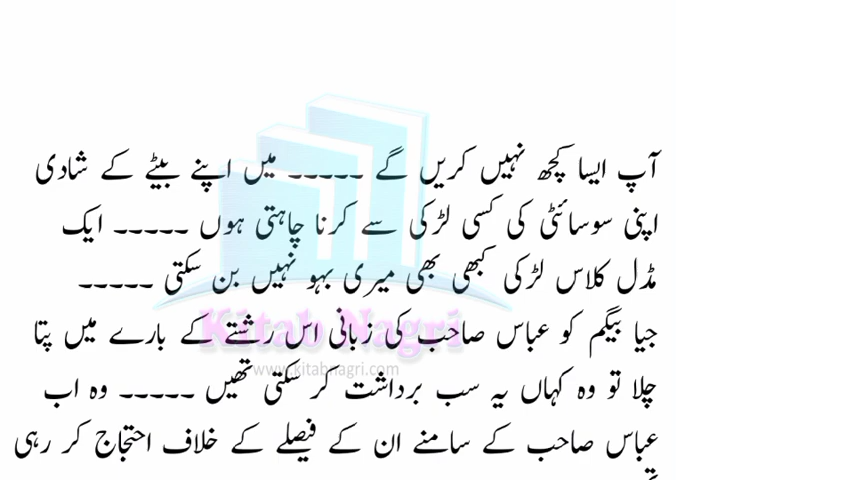 آپ ایسا کچھ نہیں کریں گے ۔۔۔۔۔ میں اپنے بیٹے کے شادی
اپنی سوسائٹی کی کسی لڑکی سے کرنا چاہتی ہوں ۔۔۔۔۔ ایک
مڈل کلاس لڑکی کبھی بھی میری بہو نہیں بن سکتی ۔۔۔۔۔
Kitab Nagri
جیا بیگم کو عباس صاحب کی زبانی اس رشتے کے بارے میں پتا
www.kitabnagri.com
چلا تو وہ کہاں یہ سب برداشت کر سکتی تھیں ۔۔۔۔۔ وہ اب
عباس صاحب کے سامنے ان کے فیصلے کے خلاف احتجاج کر رہی